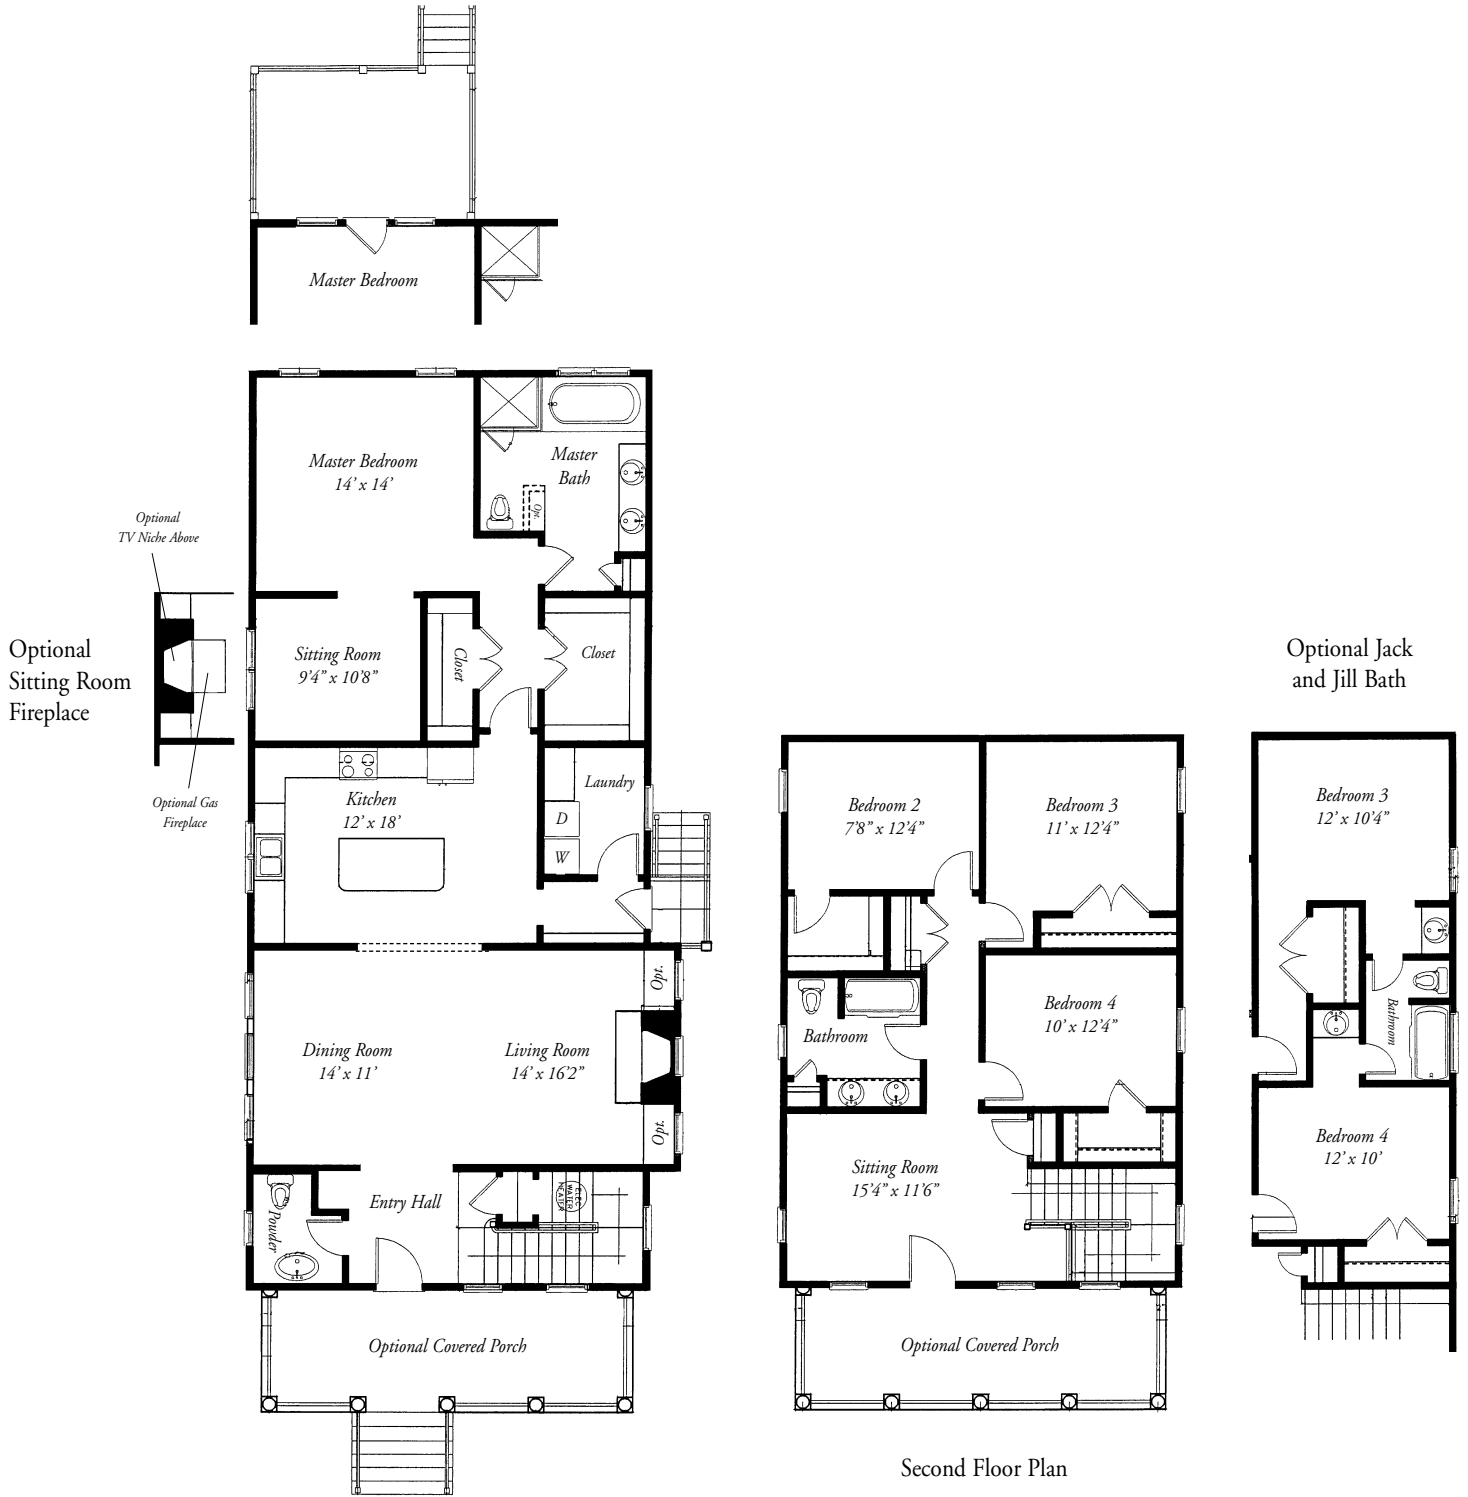 Master Bedroom
Master Bedroom
14' x 14'
Master
Bath
Opt.
Optional
TV Niche Above
Optional
Sitting Room
Fireplace
Sitting Room
9'4" x 10'8"
Closet
Closet
Optional Gas
Fireplace
Kitchen
12' x 18'
Laundry
D
W
Dining Room
14' x 11'
Living Room
14' x 16'2"
Opt.
Opt.
Entry Hall
Powder
ELEC
WATER
HEATER
Optional Covered Porch
Bedroom 2
7'8" x 12'4"
Bedroom 3
11' x 12'4"
Bedroom 4
10' x 12'4"
Bathroom
Sitting Room
15'4" x 11'6"
Optional Covered Porch
Second Floor Plan
Optional Jack
and Jill Bath
Bedroom 3
12' x 10'4"
Bathroom
Bedroom 4
12' x 10'